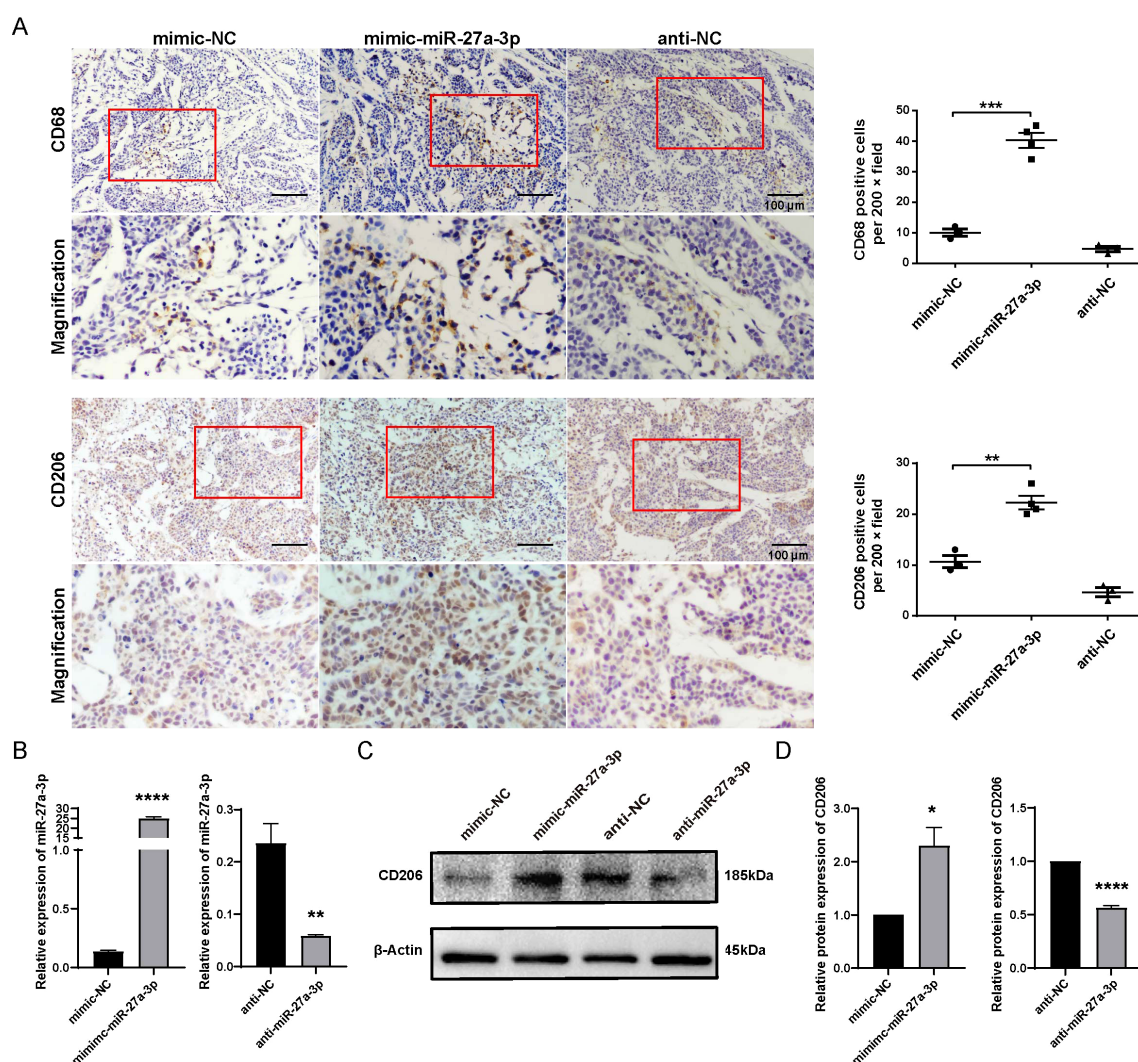 A
mimic-NC
mimic-miR-27a-3p
anti-NC
CD68
100 μm
Magnification
CD206
100 μm
Magnification
***
50
40
30
20
10
0
CD68 positive cells
per 200 × field
mimic-NC
mimic-miR-27a-3p
anti-NC
**
30
20
10
0
CD206 positive cells
per 200 × field
mimic-NC
mimic-miR-27a-3p
anti-NC
B
Relative expression of miR-27a-3p
****
30
25
20
15
1.0
0.5
0.0
mimic-NC
mimimc-miR-27a-3p
0.3
0.2
0.1
0.0
**
anti-NC
anti-miR-27a-3p
C
mimic-NC
mimic-miR-27a-3p
anti-NC
anti-miR-27a-3p
CD206
185kDa
β-Actin
45kDa
D
Relative protein expression of CD206
3.0
2.0
1.0
0.0
*
mimic-NC
mimimc-miR-27a-3p
Relative protein expression of CD206
1.5
1.0
0.5
0.0
****
anti-NC
anti-miR-27a-3p